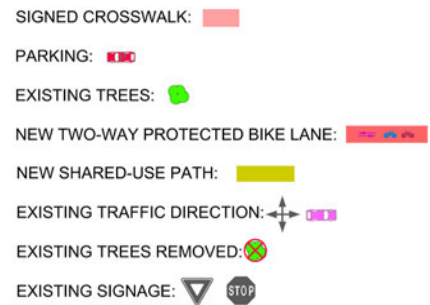 SIGNED CROSSWALK:
PARKING:
EXISTING TREES:
NEW TWO-WAY PROTECTED BIKE LANE:
NEW SHARED-USE PATH:
EXISTING TRAFFIC DIRECTION:
EXISTING TREES REMOVED:
EXISTING SIGNAGE: STOP